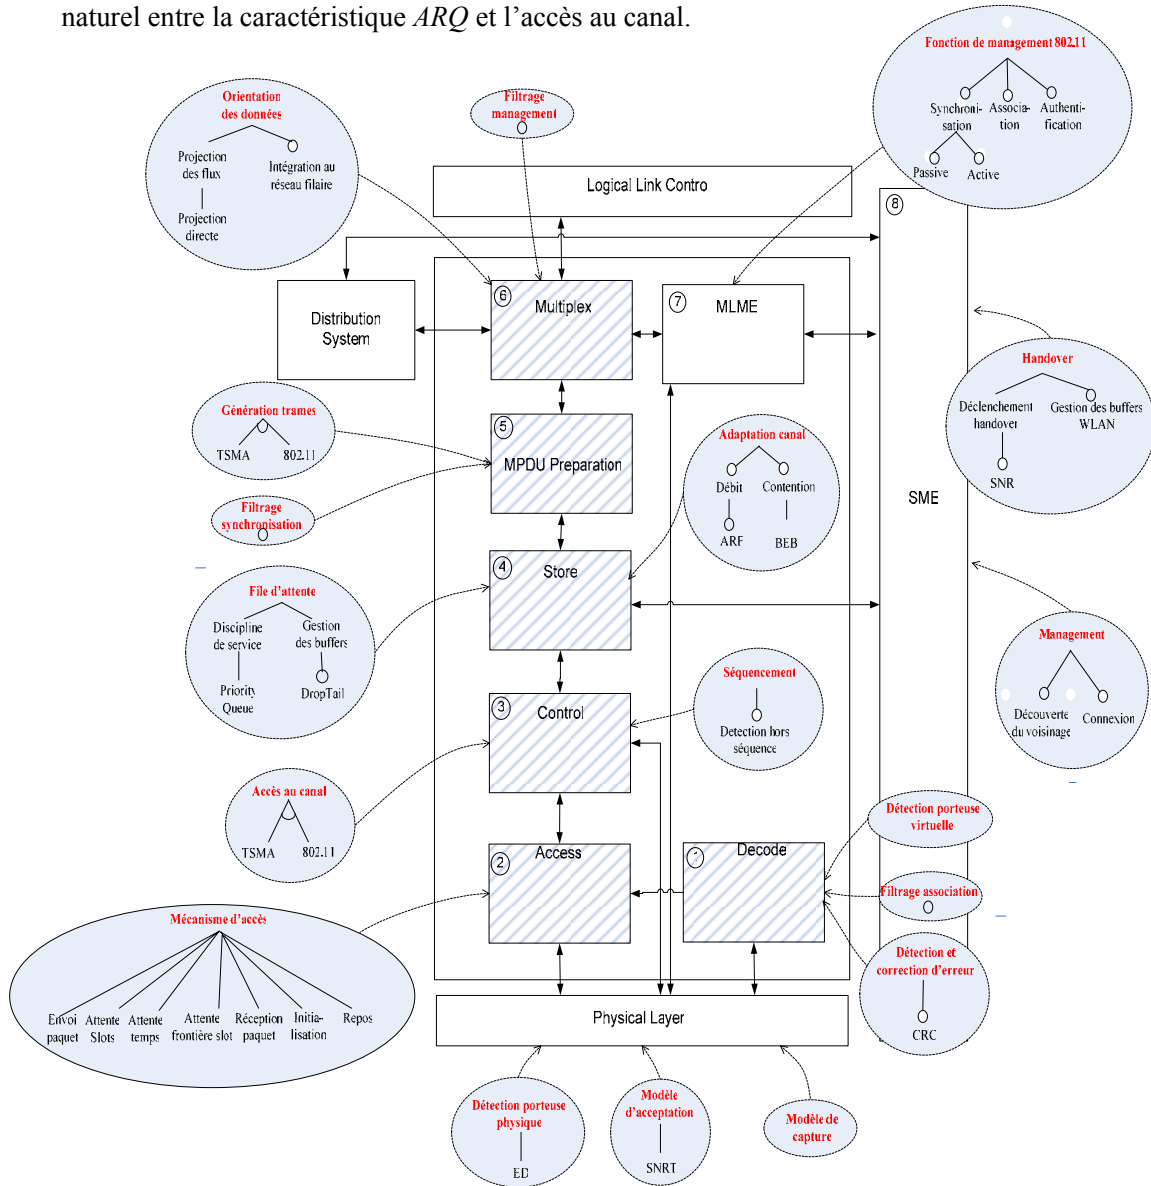 naturel entre la caractéristique ARQ et l’accès au canal.
Fonction de management 802.11
Synchroni-
sation
Associa-
tion
Authenti-
fication
Passive
Active
Orientation
des données
Projection
des flux
Intégration au
réseau filaire
Projection
directe
Filtrage
management
Logical Link Contro
8
6
Multiplex
7
MLME
Distribution
System
Handover
Déclenchement
handover
Gestion des buffers
WLAN
SNR
Génération trames
TSMA
802.11
5
MPDU Preparation
Adaptation canal
Débit
Contention
ARF
BEB
SME
Filtrage
synchronisation
4
Store
File d’attente
Discipline
de service
Gestion
des buffers
Priority
Queue
DropTail
Management
Découverte
du voisinage
Connexion
Séquencement
Detection hors
séquence
3
Control
Accès au canal
TSMA
802.11
Détection porteuse
virtuelle
2
Access
1
Decode
Filtrage association
Mécanisme d’accès
Envoi
paquet
Attente
Slots
Attente
temps
Attente
frontière slot
Réception
paquet
Initia-
lisation
Repos
Détection et
correction d’erreur
CRC
Physical Layer
Détection porteuse
physique
ED
Modèle
d’acceptation
SNRT
Modèle de
capture